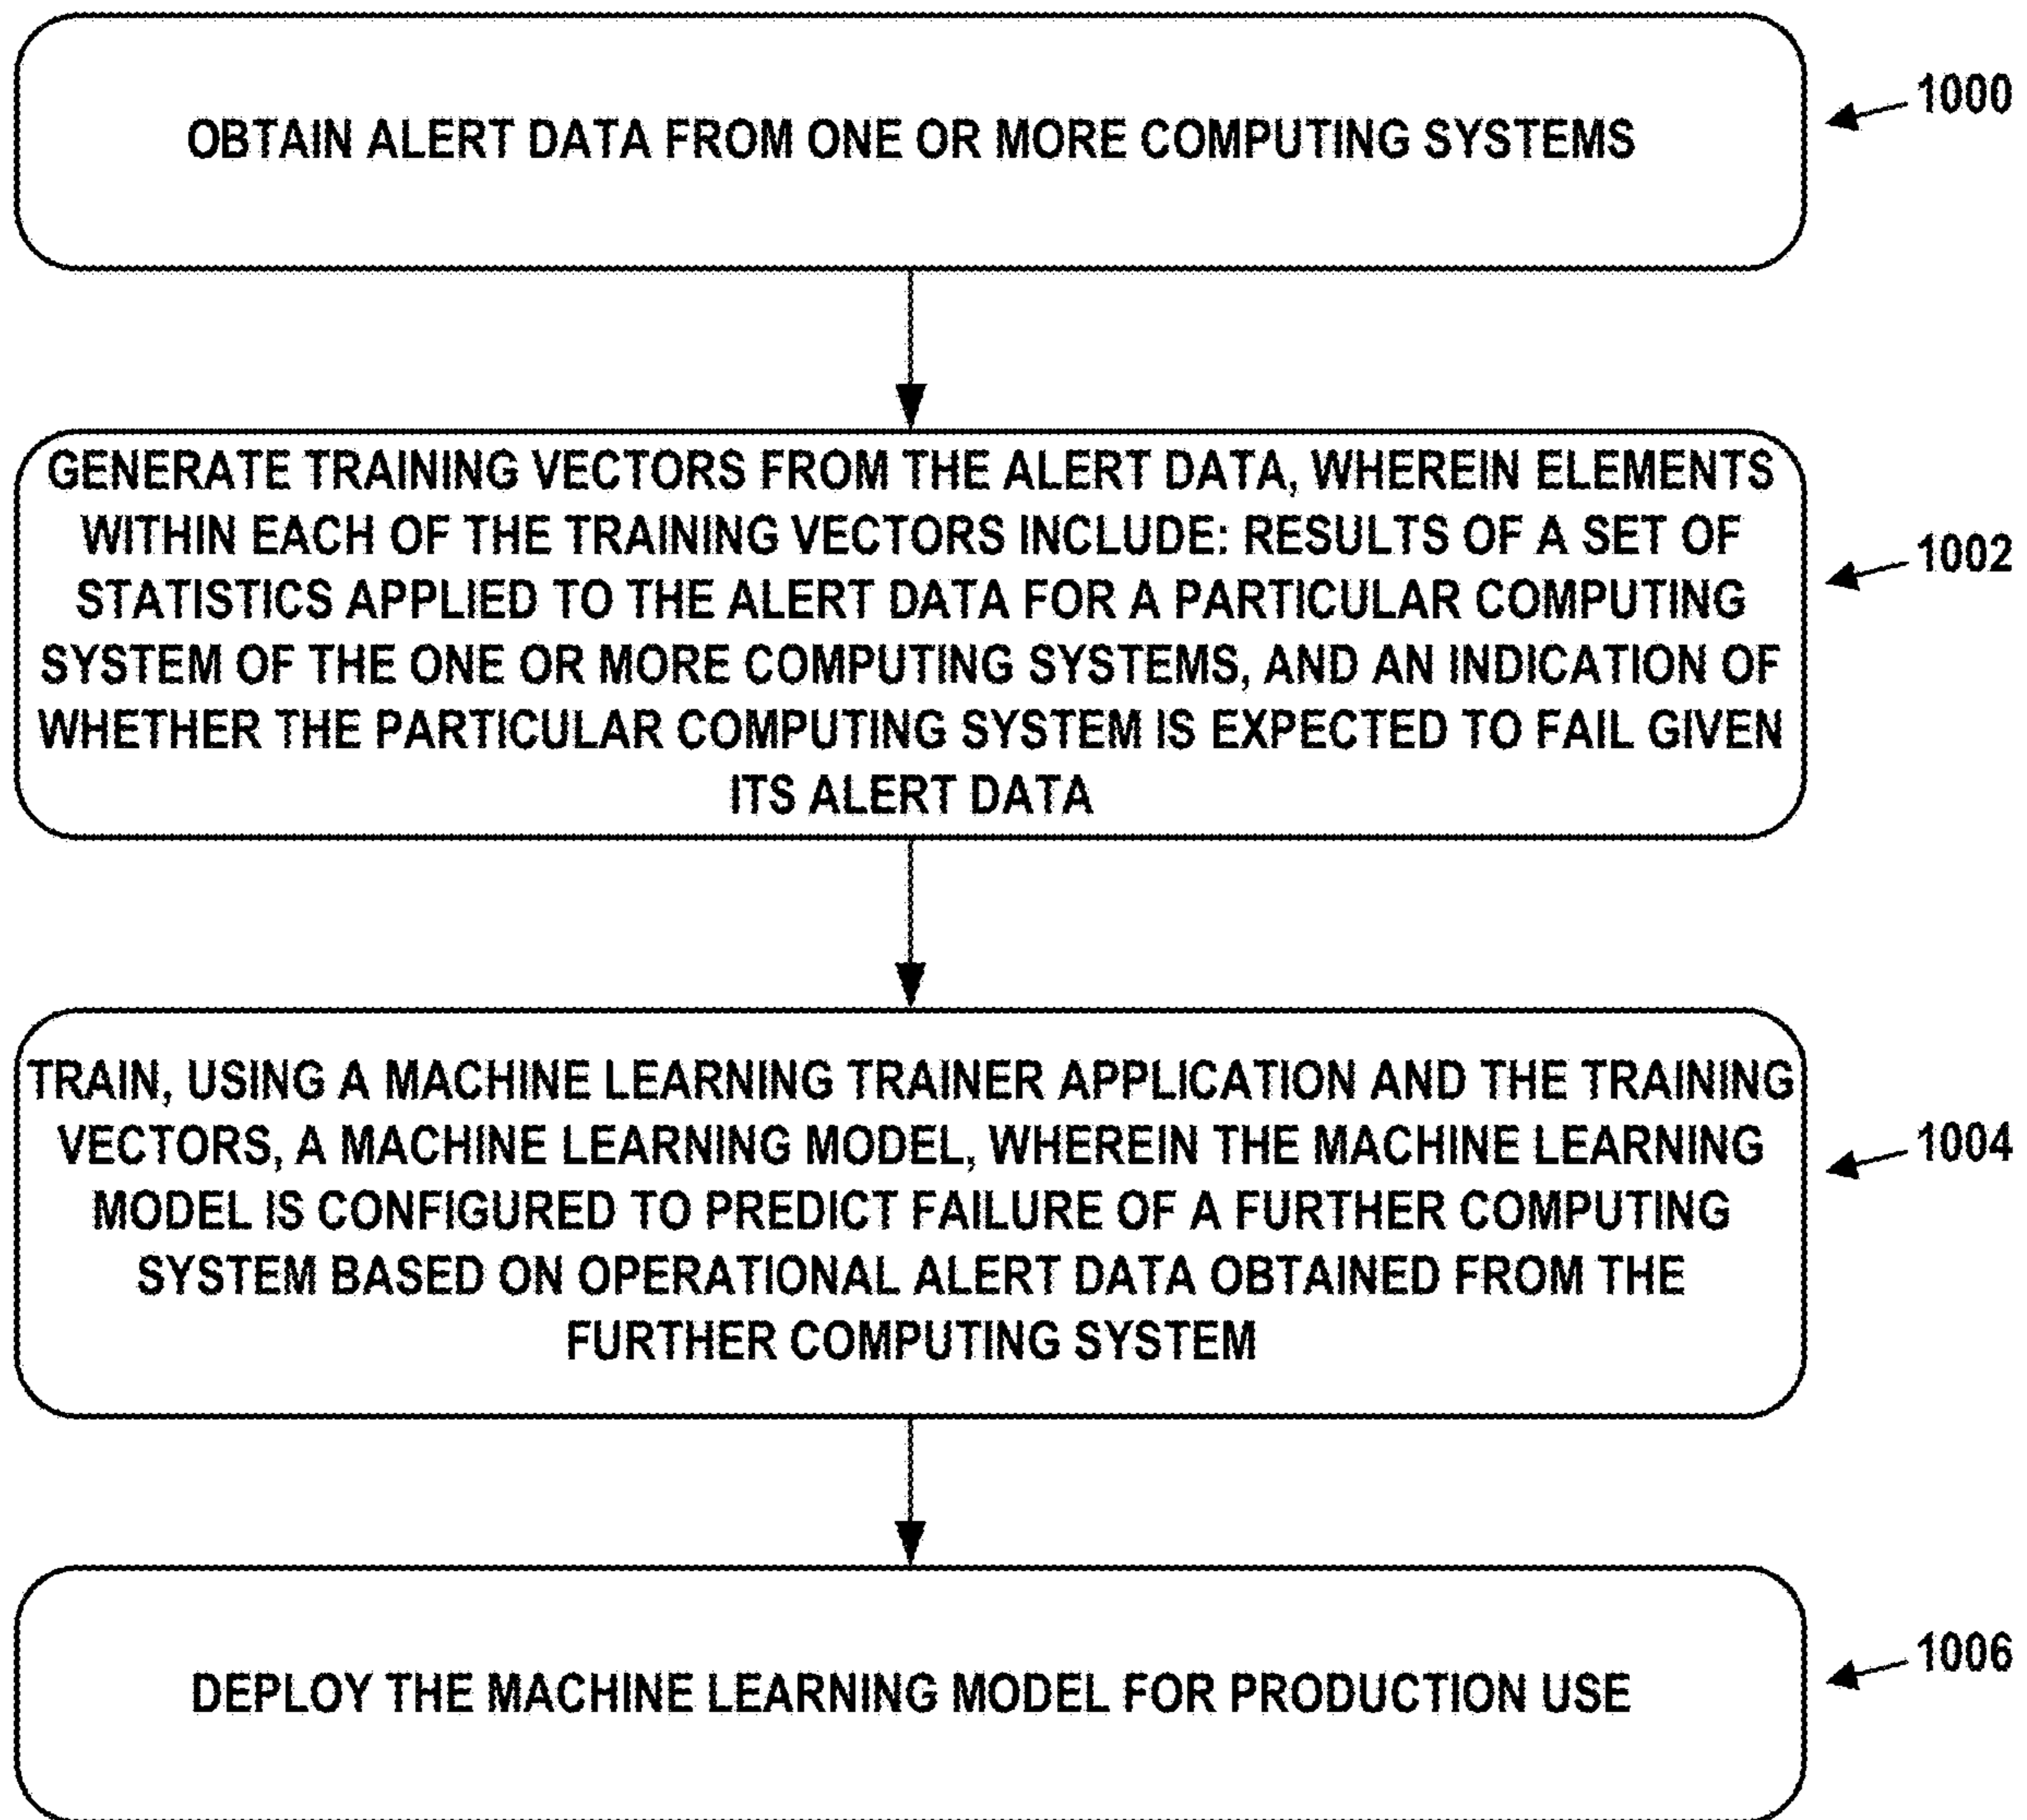 OBTAIN ALERT DATA FROM ONE OR MORE COMPUTING SYSTEMS
1000
GENERATE TRAINING VECTORS FROM THE ALERT DATA, WHEREIN ELEMENTS
WITHIN EACH OF THE TRAINING VECTORS INCLUDE: RESULTS OF A SET OF
STATISTICS APPLIED TO THE ALERT DATA FOR A PARTICULAR COMPUTING
SYSTEM OF THE ONE OR MORE COMPUTING SYSTEMS, AND AN INDICATION OF
WHETHER THE PARTICULAR COMPUTING SYSTEM IS EXPECTED TO FAIL GIVEN
ITS ALERT DATA
1002
TRAIN, USING A MACHINE LEARNING TRAINER APPLICATION AND THE TRAINING
VECTORS, A MACHINE LEARNING MODEL, WHEREIN THE MACHINE LEARNING
MODEL IS CONFIGURED TO PREDICT FAILURE OF A FURTHER COMPUTING
SYSTEM BASED ON OPERATIONAL ALERT DATA OBTAINED FROM THE
FURTHER COMPUTING SYSTEM
1004
DEPLOY THE MACHINE LEARNING MODEL FOR PRODUCTION USE
1006